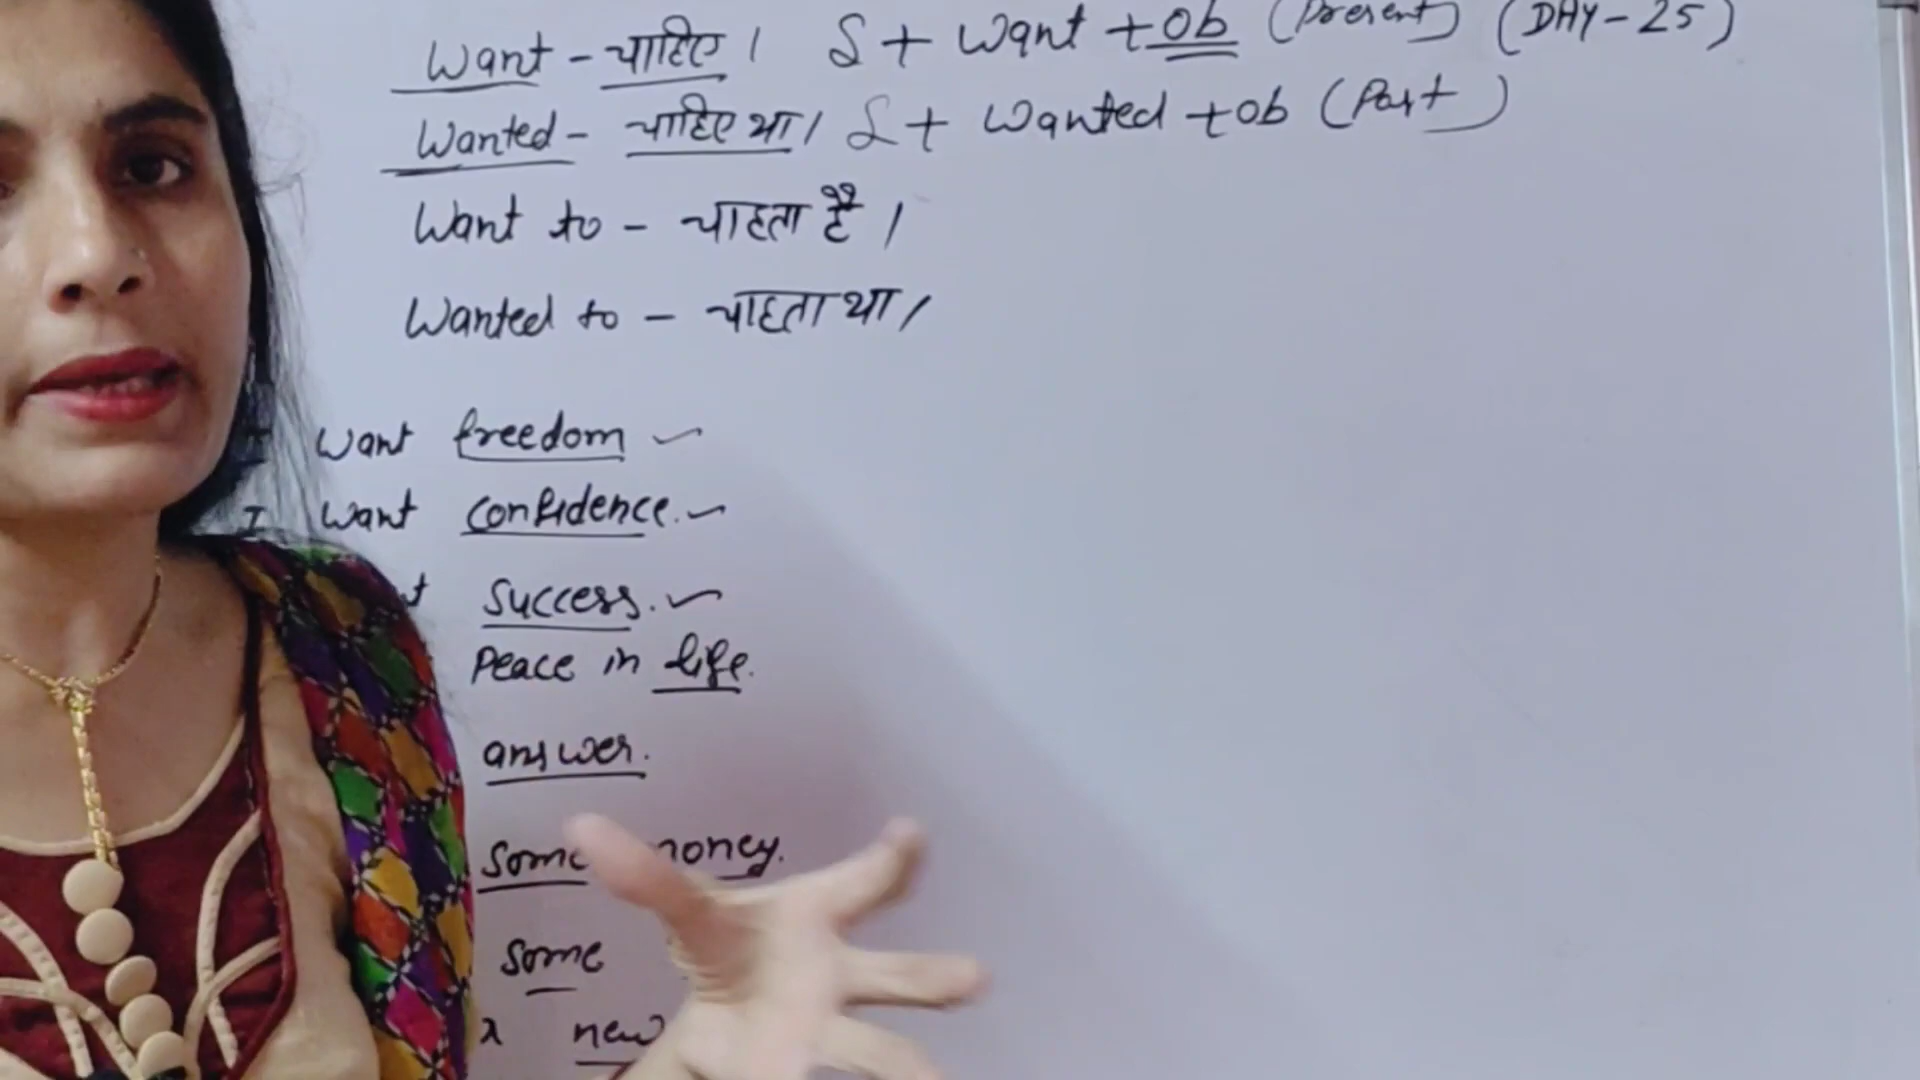 Want - चाहिए। S + want + ob (Present) (DAY-25)
Wanted - चाहिए था। S + Wanted + ob (Past)
Want to - चाहता है।
Wanted to - चाहता था।
I want freedom
I want confidence.
success.
Peace in life.
answer.
some money.
some
a new